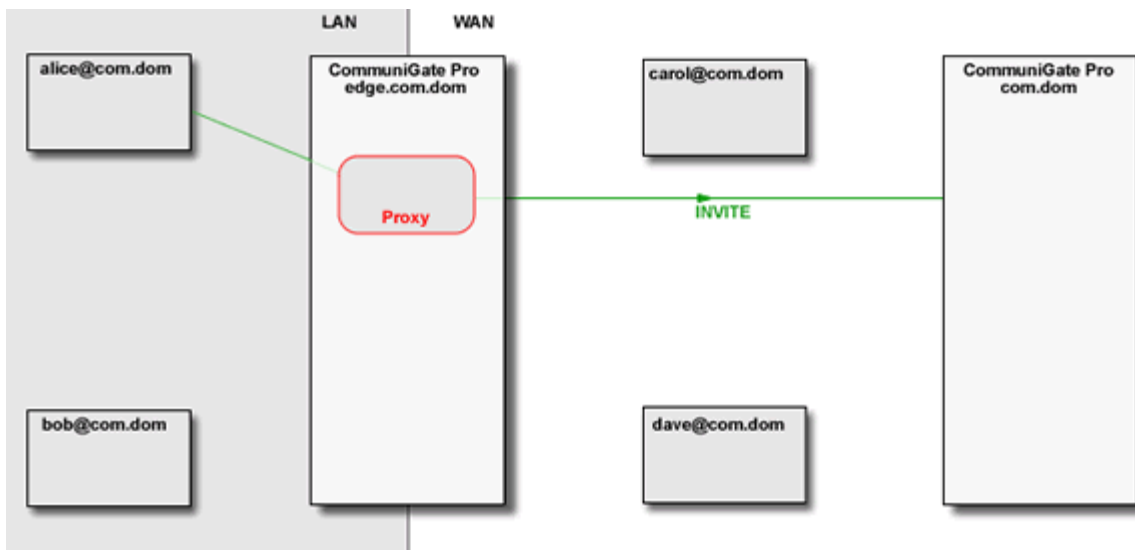 LAN
WAN
alice@com.dom
CommuniGate Pro
edge.com.dom
carol@com.dom
CommuniGate Pro
com.dom
Proxy
INVITE
bob@com.dom
dave@com.dom